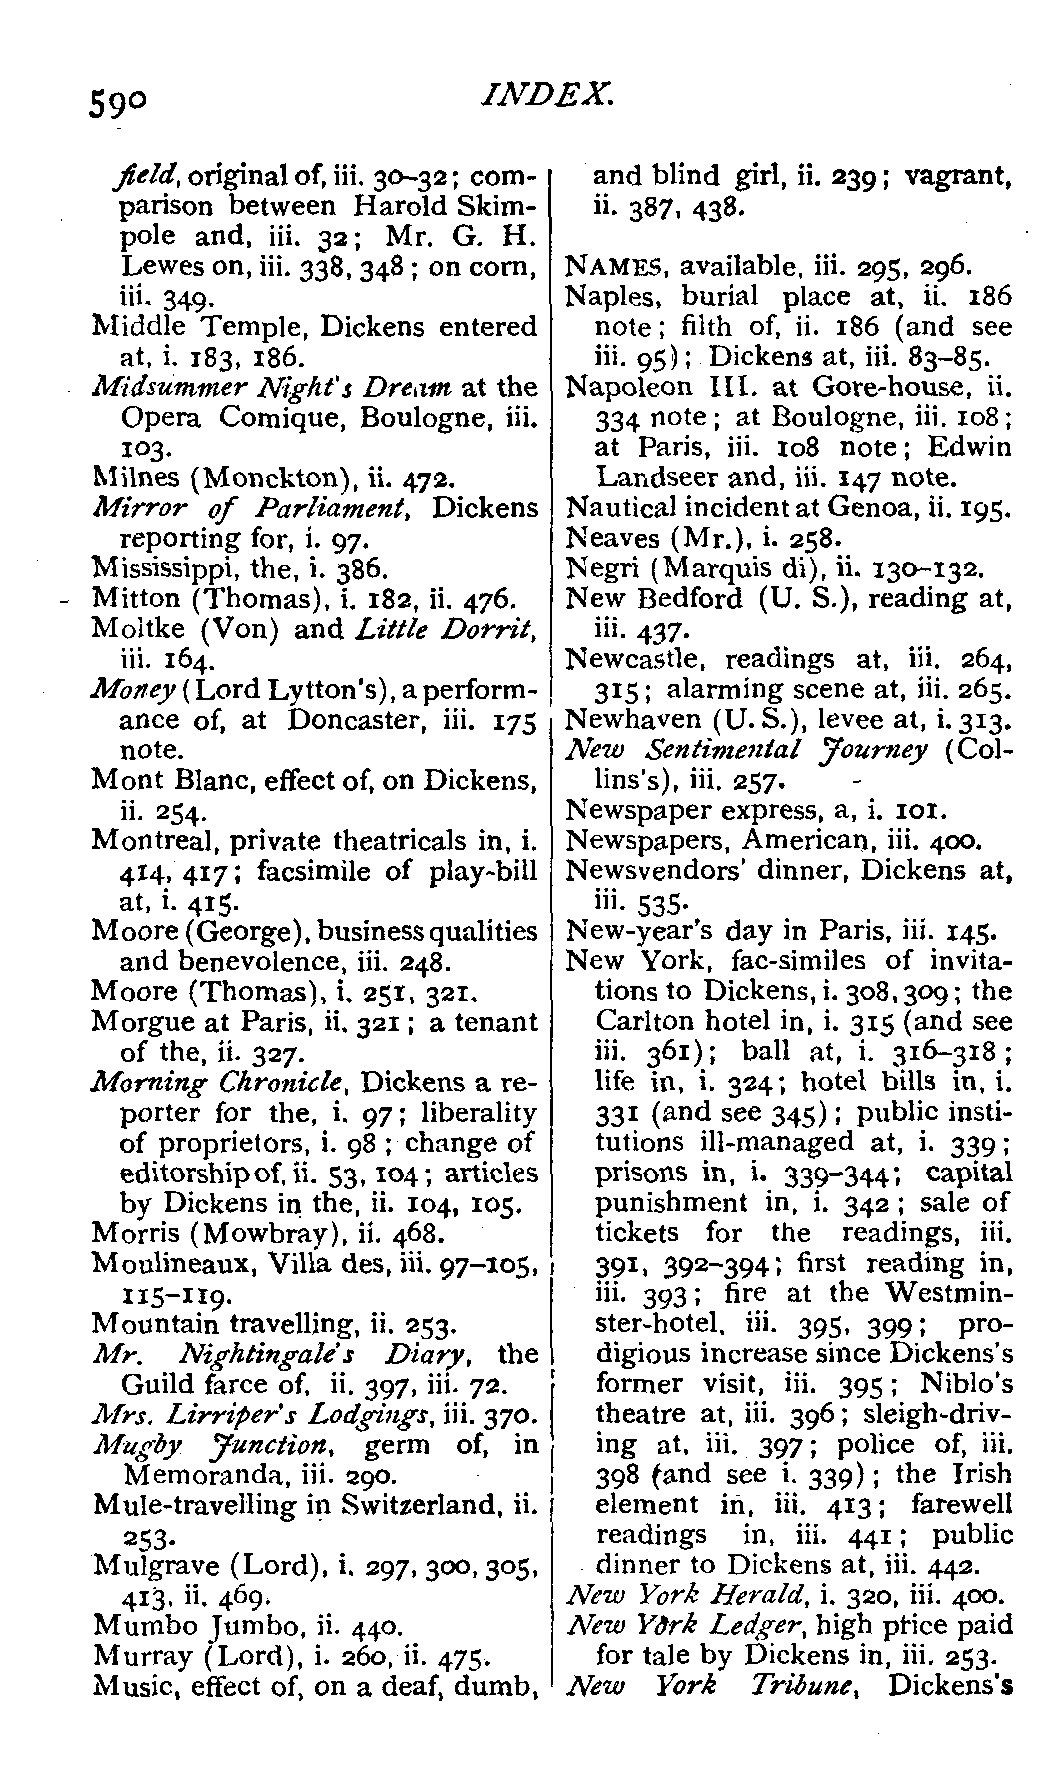 590
INDEX.
field, original of, iii. 30–32; com-
parison between Harold Skim-
pole and, iii. 32; Mr. G. H.
Lewes on, iii. 338, 348; on corn,
iii. 349.
Middle Temple, Dickens entered
at, i. 183, 186.
Midsummer Night's Dream at the
Opera Comique, Boulogne, iii.
103.
Milnes (Monckton), ii. 472.
Mirror of Parliament, Dickens
reporting for, i. 97.
Mississippi, the, i. 386.
Mitton (Thomas), i. 182, ii. 476.
Moltke (Von) and Little Dorrit,
iii. 164.
Money (Lord Lytton's), a perform-
ance of, at Doncaster, iii. 175
note.
Mont Blanc, effect of, on Dickens,
ii. 254.
Montreal, private theatricals in, i.
414, 417; facsimile of play-bill
at, i. 415.
Moore (George), business qualities
and benevolence, iii. 248.
Moore (Thomas), i. 251, 321.
Morgue at Paris, ii. 321; a tenant
of the, ii. 327.
Morning Chronicle, Dickens a re-
porter for the, i. 97; liberality
of proprietors, i. 98; change of
editorship of, ii. 53, 104; articles
by Dickens in the, ii. 104, 105.
Morris (Mowbray), ii. 468.
Moulineaux, Villa des, iii. 97–105,
115–119.
Mountain travelling, ii. 253.
Mr. Nightingale's Diary, the
Guild farce of, ii. 397, iii. 72.
Mrs. Lirriper's Lodgings, iii. 370.
Mugby Junction, germ of, in
Memoranda, iii. 290.
Mule-travelling in Switzerland, ii.
253.
Mulgrave (Lord), i. 297, 300, 305,
413, ii. 469.
Mumbo Jumbo, ii. 440.
Murray (Lord), i. 260, ii. 475.
Music, effect of, on a deaf, dumb,
and blind girl, ii. 239; vagrant,
ii. 387, 438.
NAMES, available, iii. 295, 296.
Naples, burial place at, ii. 186
note; filth of, ii. 186 (and see
iii. 95); Dickens at, iii. 83–85.
Napoleon III. at Gore-house, ii.
334 note; at Boulogne, iii. 108;
at Paris, iii. 108 note; Edwin
Landseer and, iii. 147 note.
Nautical incident at Genoa, ii. 195.
Neaves (Mr.), i. 258.
Negri (Marquis di), ii. 130–132.
New Bedford (U. S.), reading at,
iii. 437.
Newcastle, readings at, iii. 264,
315; alarming scene at, iii. 265.
Newhaven (U. S.), levee at, i. 313.
New Sentimental Journey (Col-
lins's), iii. 257.
Newspaper express, a, i. 101.
Newspapers, American, iii. 400.
Newsvendors' dinner, Dickens at,
iii. 535.
New-year's day in Paris, iii. 145.
New York, fac-similes of invita-
tions to Dickens, i. 308, 309; the
Carlton hotel in, i. 315 (and see
iii. 361); ball at, i. 316–318;
life in, i. 324; hotel bills in, i.
331 (and see 345); public insti-
tutions ill-managed at, i. 339;
prisons in, i. 339–344; capital
punishment in, i. 342; sale of
tickets for the readings, iii.
391, 392–394; first reading in,
iii. 393; fire at the Westmin-
ster-hotel, iii. 395, 399; pro-
digious increase since Dickens's
former visit, iii. 395; Niblo's
theatre at, iii. 396; sleigh-driv-
ing at, iii. 397; police of, iii.
398 (and see i. 339); the Irish
element in, iii. 413; farewell
readings in, iii. 441; public
dinner to Dickens at, iii. 442.
New York Herald, i. 320, iii. 400.
New York Ledger, high price paid
for tale by Dickens in, iii. 253.
New York Tribune, Dickens's